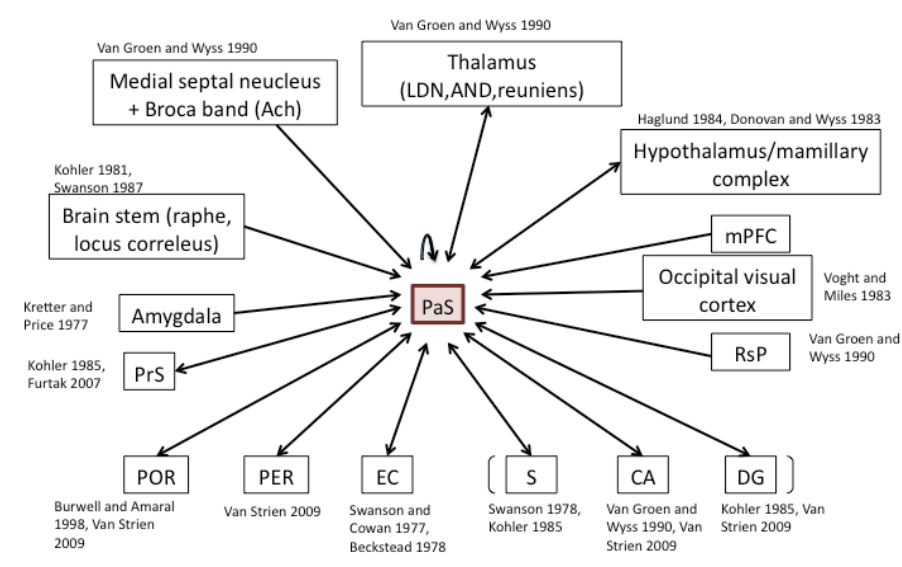 Van Groen and Wyss 1990
Van Groen and Wyss 1990
Medial septal neucleus
+ Broca band (Ach)
Thalamus
(LDN,AND,reuniens)
Haglund 1984, Donovan and Wyss 1983
Hypothalamus/mamillary
complex
Kohler 1981,
Swanson 1987
Brain stem (raphe,
locus correleus)
mPFC
Occipital visual
cortex
Voght and
Miles 1983
PaS
Kretter and
Price 1977
Amygdala
RsP
Van Groen and
Wyss 1990
Kohler 1985,
Furtak 2007
PrS
POR
PER
EC
S
CA
DG
Burwell and Amaral
1998, Van Strien
2009
Van Strien 2009
Swanson and
Cowan 1977,
Beckstead 1978
Swanson 1978,
Kohler 1985
Van Groen and
Wyss 1990, Van
Strien 2009
Kohler 1985, Van
Strien 2009